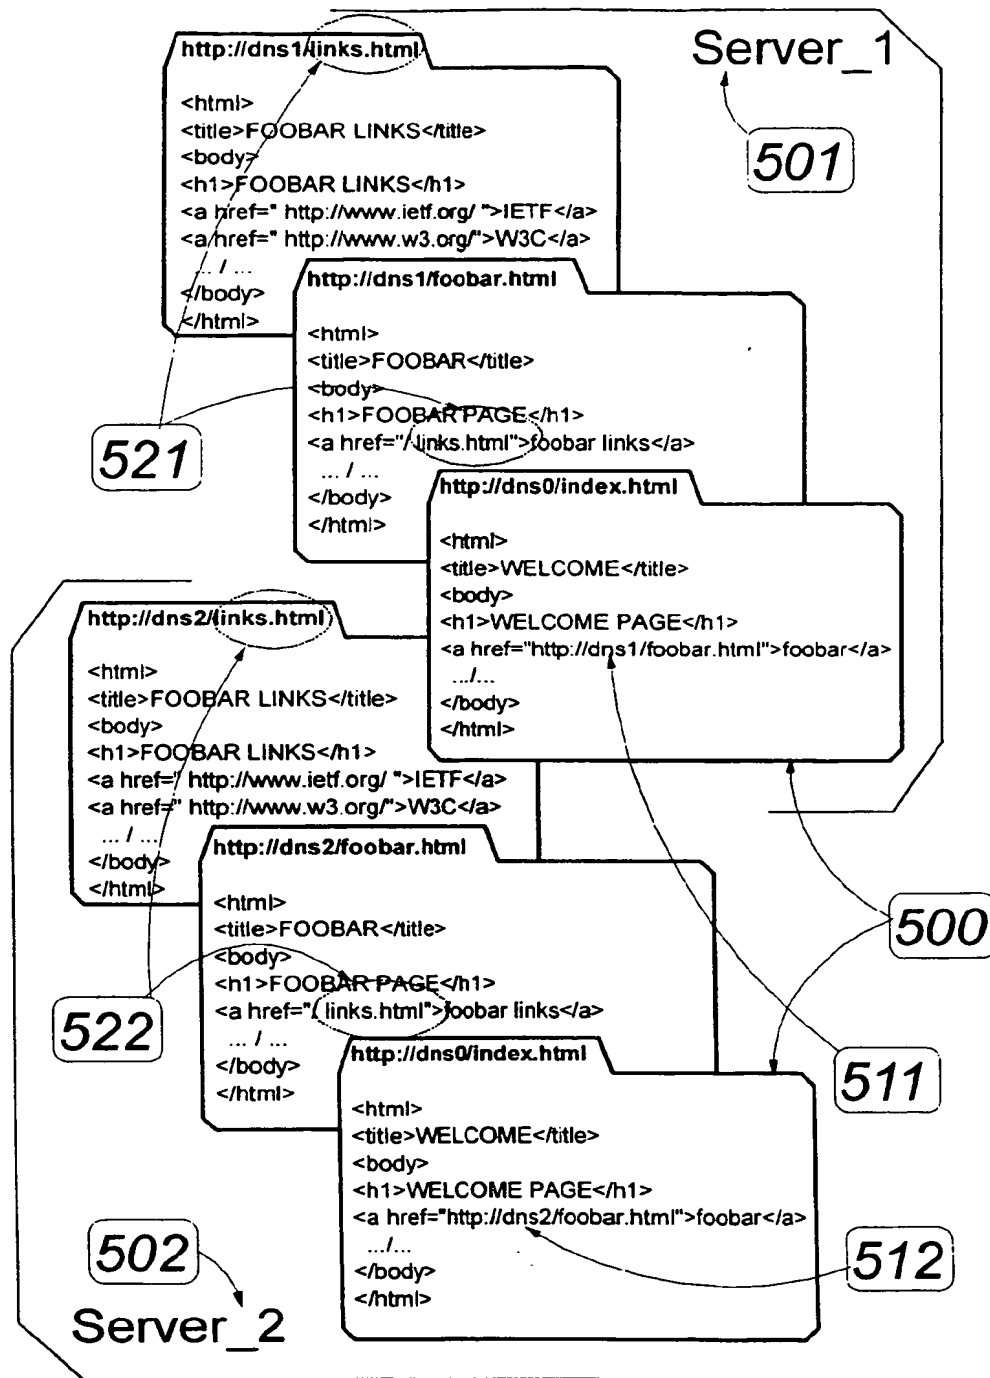 Server_1
501
http://dns1/links.html
<html>
<title>FOOBAR LINKS</title>
<body>
<h1>FOOBAR LINKS</h1>
<a href=" http://www.ietf.org/ ">IETF</a>
<a href=" http://www.w3.org/">W3C</a>
... / ...
</body>
</html>
http://dns1/foobar.html
<html>
<title>FOOBAR</title>
<body>
<h1>FOOBAR PAGE</h1>
<a href="/ links.html">foobar links</a>
... / ...
</body>
</html>
521
http://dns0/index.html
<html>
<title>WELCOME</title>
<body>
<h1>WELCOME PAGE</h1>
<a href="http://dns1/foobar.html">foobar</a>
.../...
</body>
</html>
http://dns2/links.html
<html>
<title>FOOBAR LINKS</title>
<body>
<h1>FOOBAR LINKS</h1>
<a href=" http://www.ietf.org/ ">IETF</a>
<a href=" http://www.w3.org/">W3C</a>
... / ...
</body>
</html>
500
http://dns2/foobar.html
<html>
<title>FOOBAR</title>
<body>
<h1>FOOBAR PAGE</h1>
<a href="/ links.html">foobar links</a>
... / ...
</body>
</html>
522
511
http://dns0/index.html
<html>
<title>WELCOME</title>
<body>
<h1>WELCOME PAGE</h1>
<a href="http://dns2/foobar.html">foobar</a>
.../...
</body>
</html>
512
502
Server_2